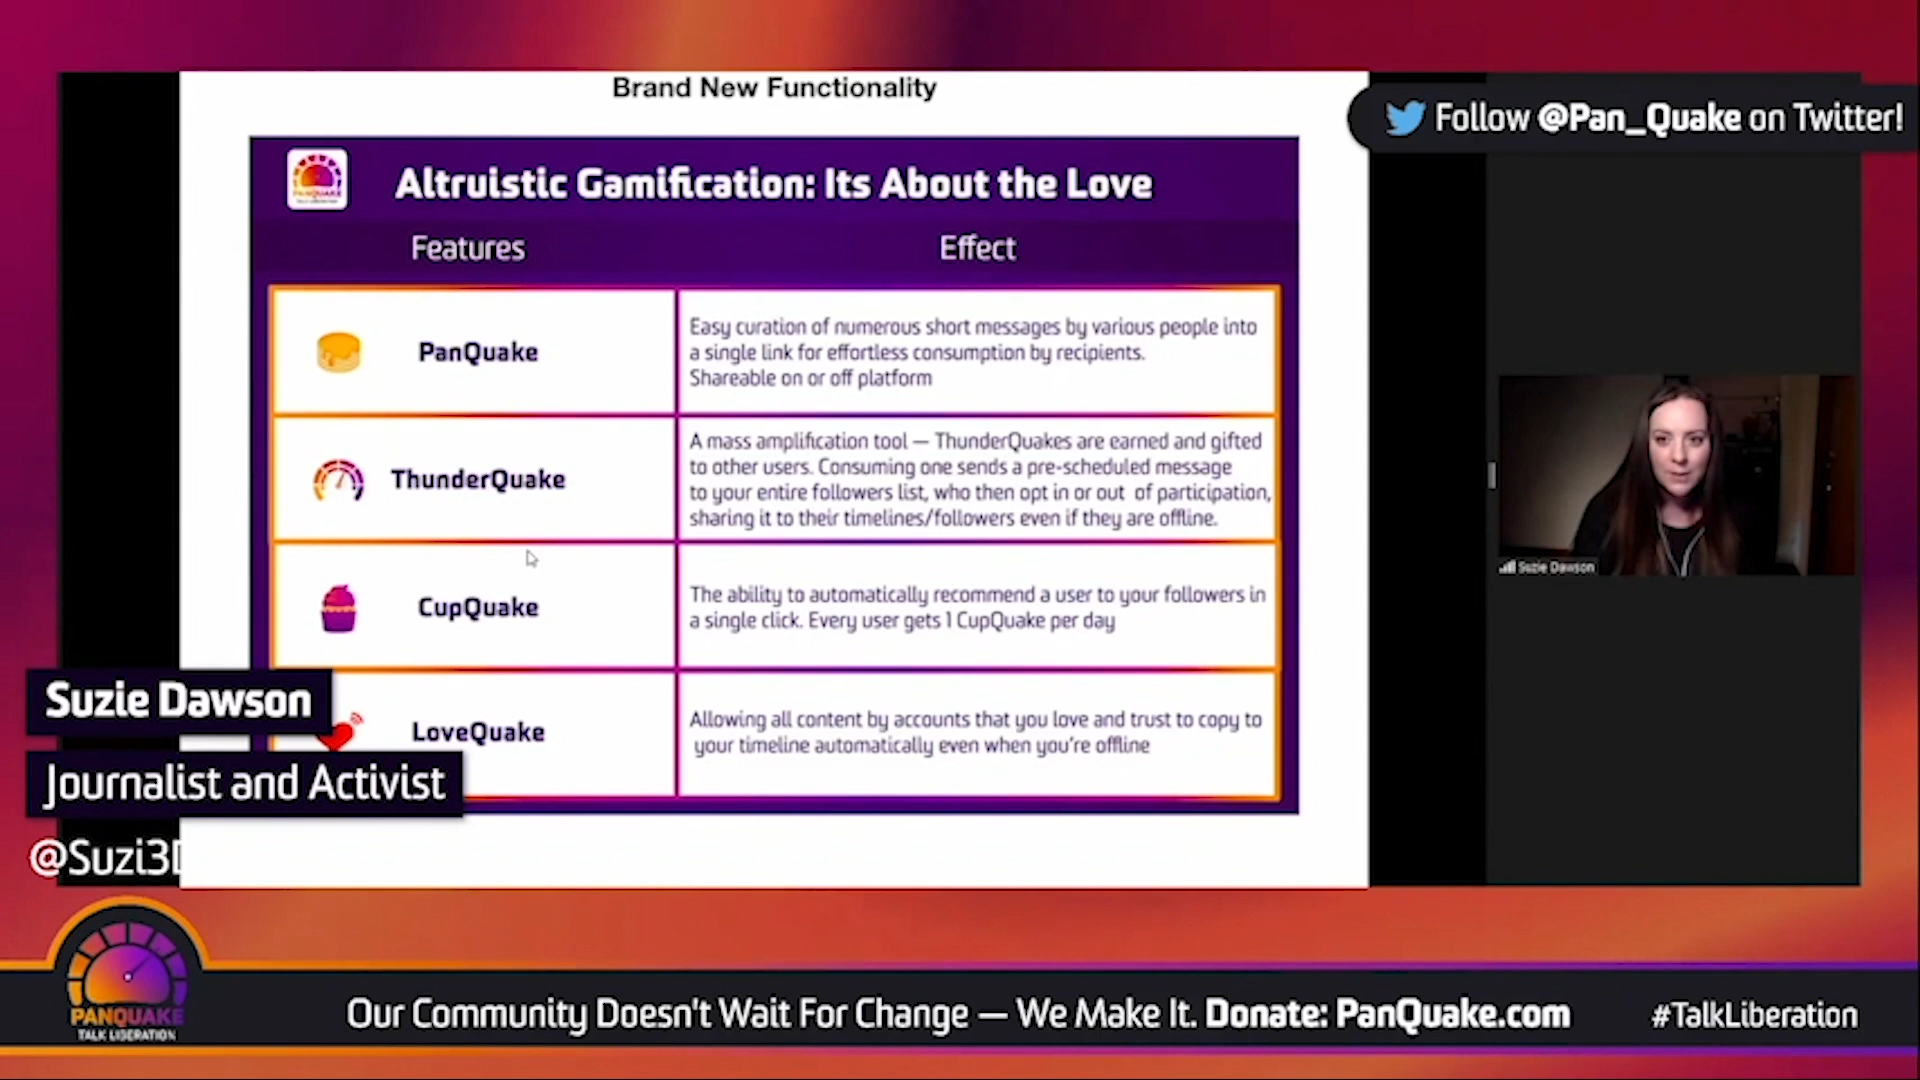 Brand New Functionality
Follow @Pan_Quake on Twitter!
PANQUAKE
Altruistic Gamification: Its About the Love
Features
Effect
PanQuake
Easy curation of numerous short messages by various people into
a single link for effortless consumption by recipients.
Shareable on or off platform
ThunderQuake
A mass amplification tool — ThunderQuakes are earned and gifted
to other users. Consuming one sends a pre-scheduled message
to your entire followers list, who then opt in or out of participation,
sharing it to their timelines/followers even if they are offline.
CupQuake
The ability to automatically recommend a user to your followers in
a single click. Every user gets 1 CupQuake per day
LoveQuake
Allowing all content by accounts that you love and trust to copy to
your timeline automatically even when you're offline
Suzie Dawson
Suzie Dawson
Journalist and Activist
@Suzi3D
PANQUAKE
TALK LIBERATION
Our Community Doesn't Wait For Change — We Make It. Donate: PanQuake.com
#TalkLiberation